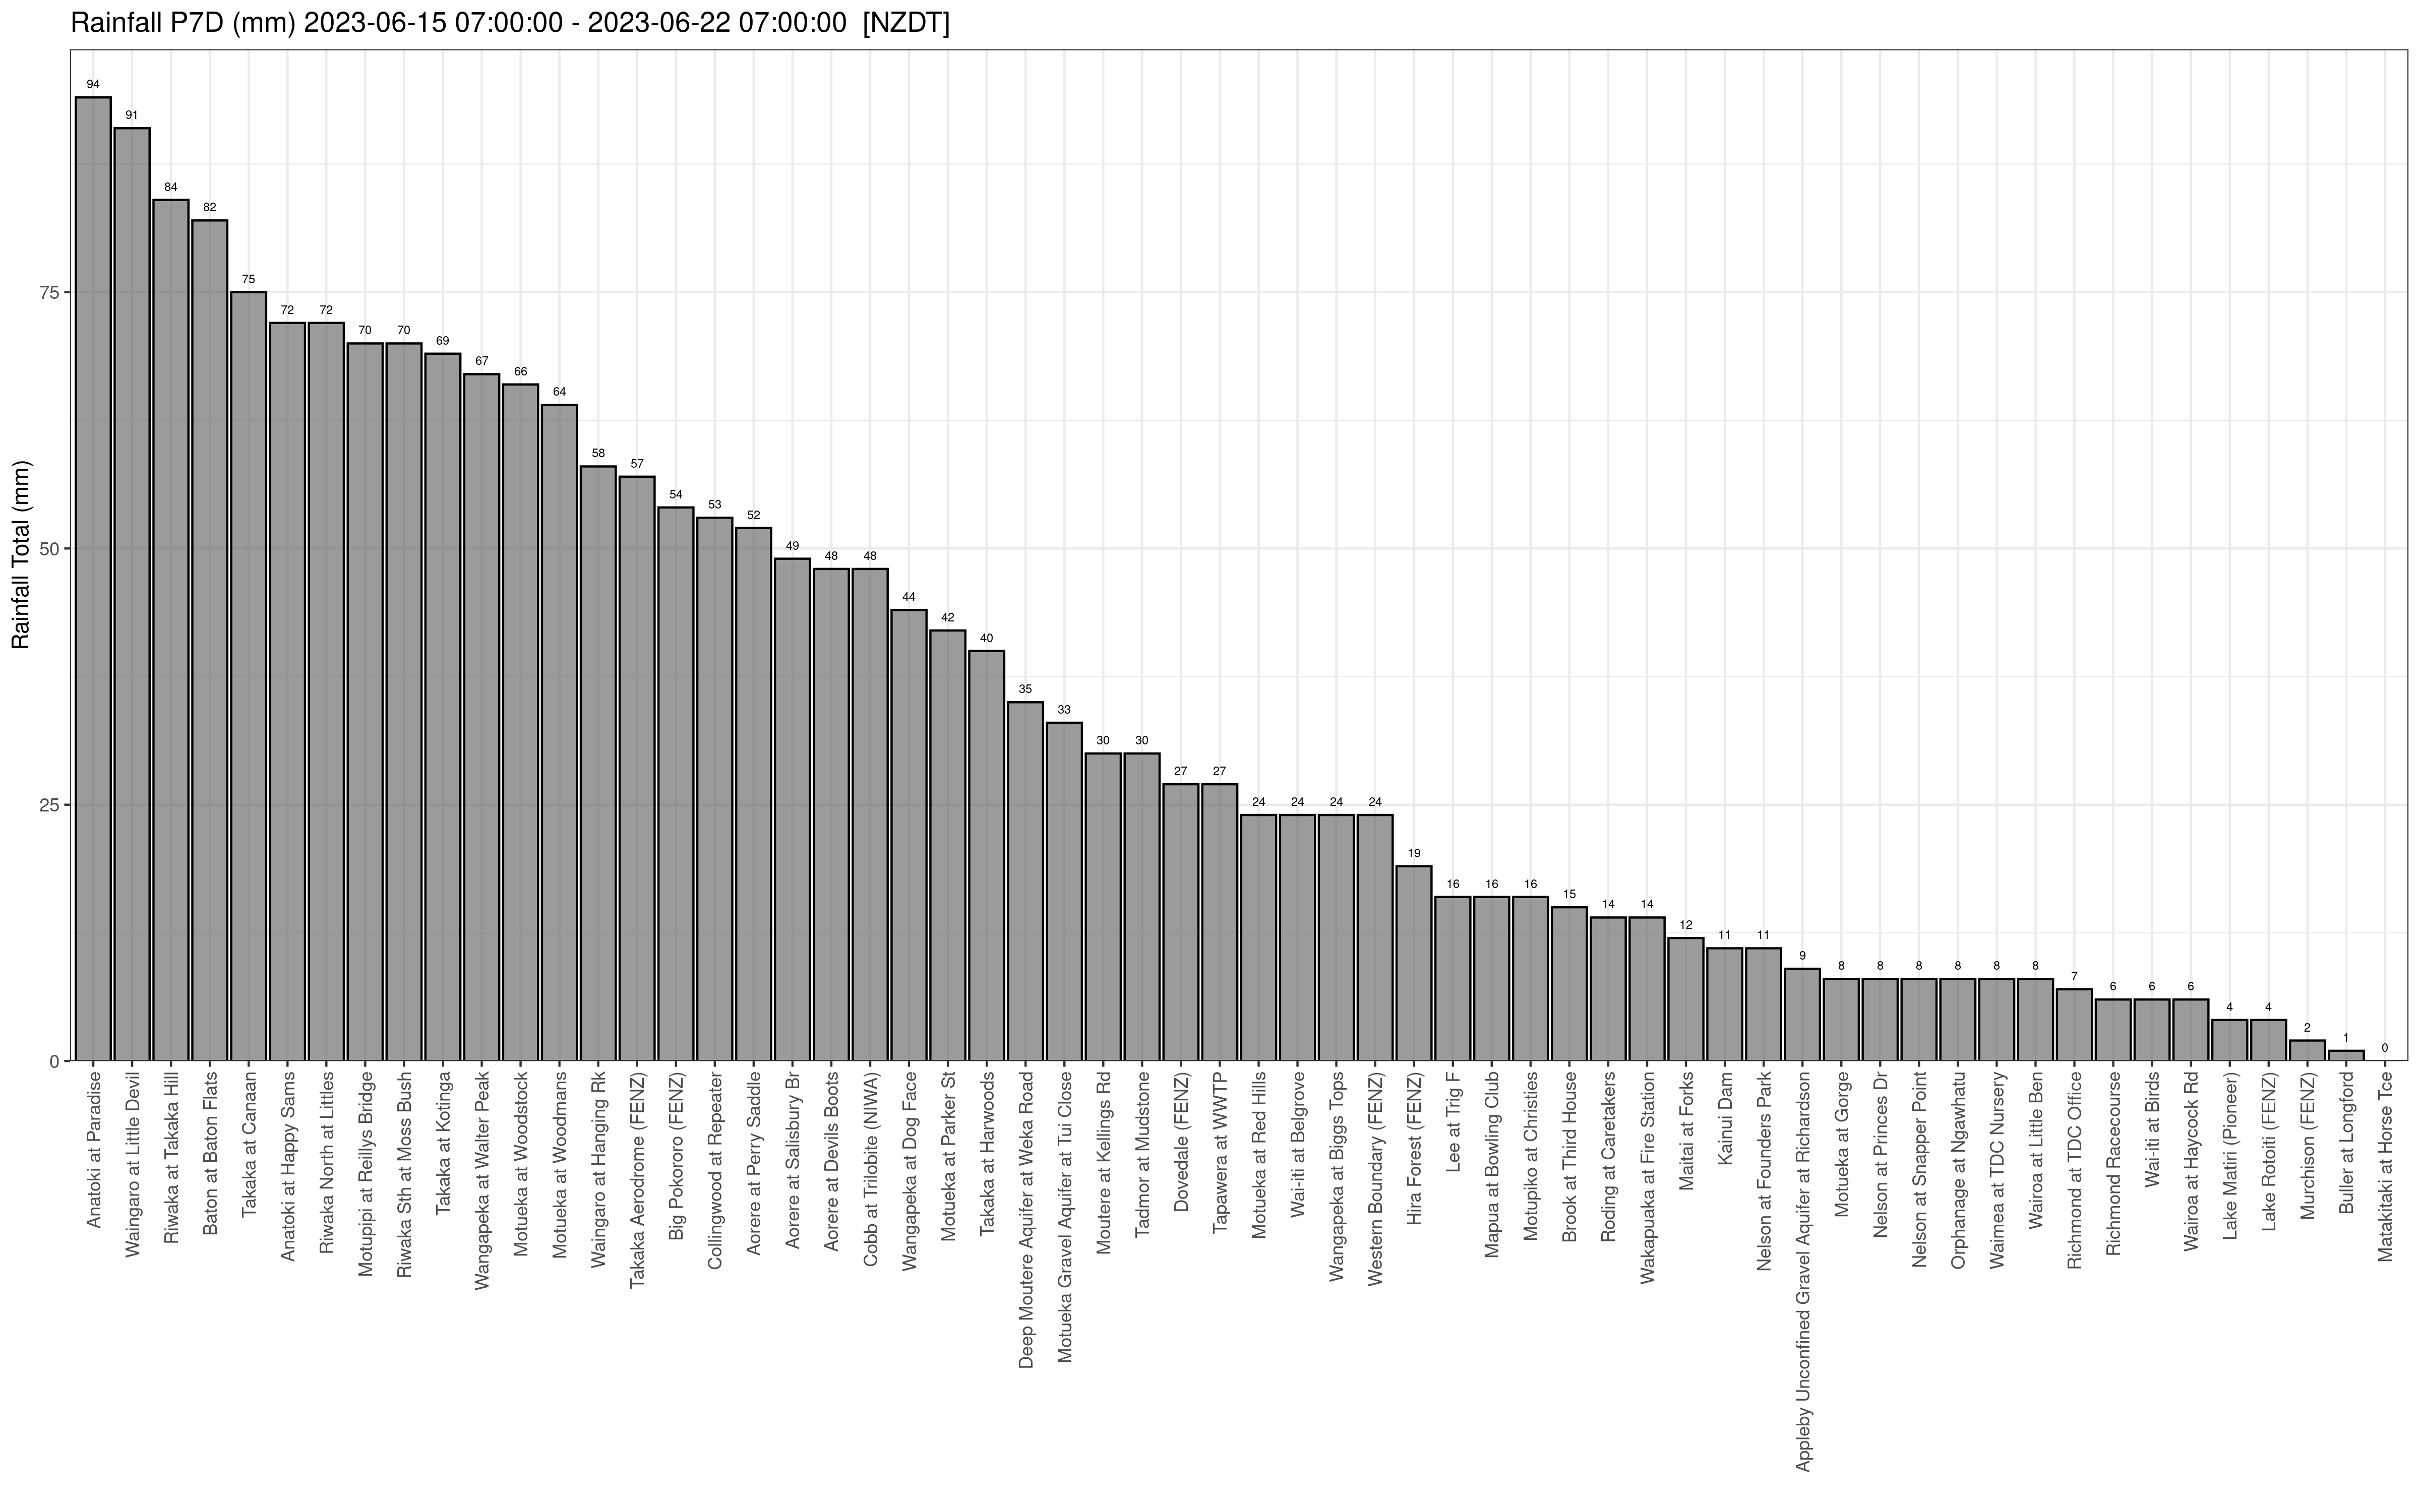 Rainfall P7D (mm) 2023-06-15 07:00:00 - 2023-06-22 07:00:00 [NZDT]
Rainfall Total (mm)
75
50
25
0
94
91
84
82
75
72
72
70
70
69
67
66
64
58
57
54
53
52
49
48
48
44
42
40
35
33
30
30
27
27
24
24
24
24
19
16
16
16
15
14
14
12
11
11
9
8
8
8
8
8
8
7
6
6
6
4
4
2
1
0
Anatoki at Paradise
Waingaro at Little Devil
Riwaka at Takaka Hill
Baton at Baton Flats
Takaka at Canaan
Anatoki at Happy Sams
Riwaka North at Littles
Motupipi at Reillys Bridge
Riwaka Sth at Moss Bush
Takaka at Kotinga
Wangapeka at Walter Peak
Motueka at Woodstock
Motueka at Woodmans
Waingaro at Hanging Rk
Takaka Aerodrome (FENZ)
Big Pokororo (FENZ)
Collingwood at Repeater
Aorere at Perry Saddle
Aorere at Salisbury Br
Aorere at Devils Boots
Cobb at Trilobite (NIWA)
Wangapeka at Dog Face
Motueka at Parker St
Takaka at Harwoods
Deep Moutere Aquifer at Weka Road
Motueka Gravel Aquifer at Tui Close
Moutere at Kellings Rd
Tadmor at Mudstone
Dovedale (FENZ)
Tapawera at WWTP
Motueka at Red Hills
Wai-iti at Belgrove
Wangapeka at Biggs Tops
Western Boundary (FENZ)
Hira Forest (FENZ)
Lee at Trig F
Mapua at Bowling Club
Motupiko at Christies
Brook at Third House
Roding at Caretakers
Wakapuaka at Fire Station
Maitai at Forks
Kainui Dam
Nelson at Founders Park
Appleby Unconfined Gravel Aquifer at Richardson
Motueka at Gorge
Nelson at Princes Dr
Nelson at Snapper Point
Orphanage at Ngawhatu
Waimea at TDC Nursery
Wairoa at Little Ben
Richmond at TDC Office
Richmond Racecourse
Wai-iti at Birds
Wairoa at Haycock Rd
Lake Matiri (Pioneer)
Lake Rotoiti (FENZ)
Murchison (FENZ)
Buller at Longford
Matakitaki at Horse Tce